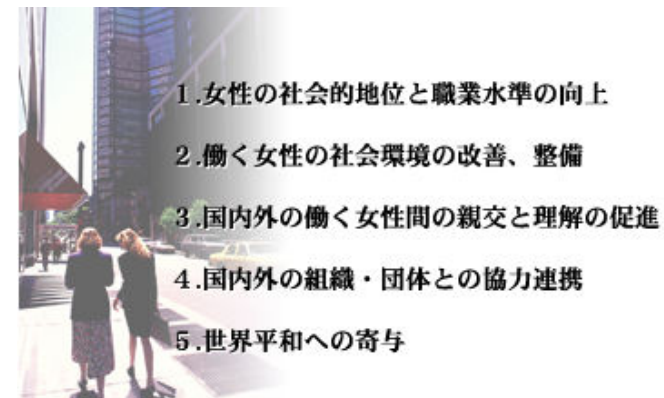 1.女性の社会的地位と職業水準の向上
2.働く女性の社会環境の改善、整備
3.国内外の働く女性間の親交と理解の促進
4.国内外の組織・団体との協力連携
5.世界平和への寄与